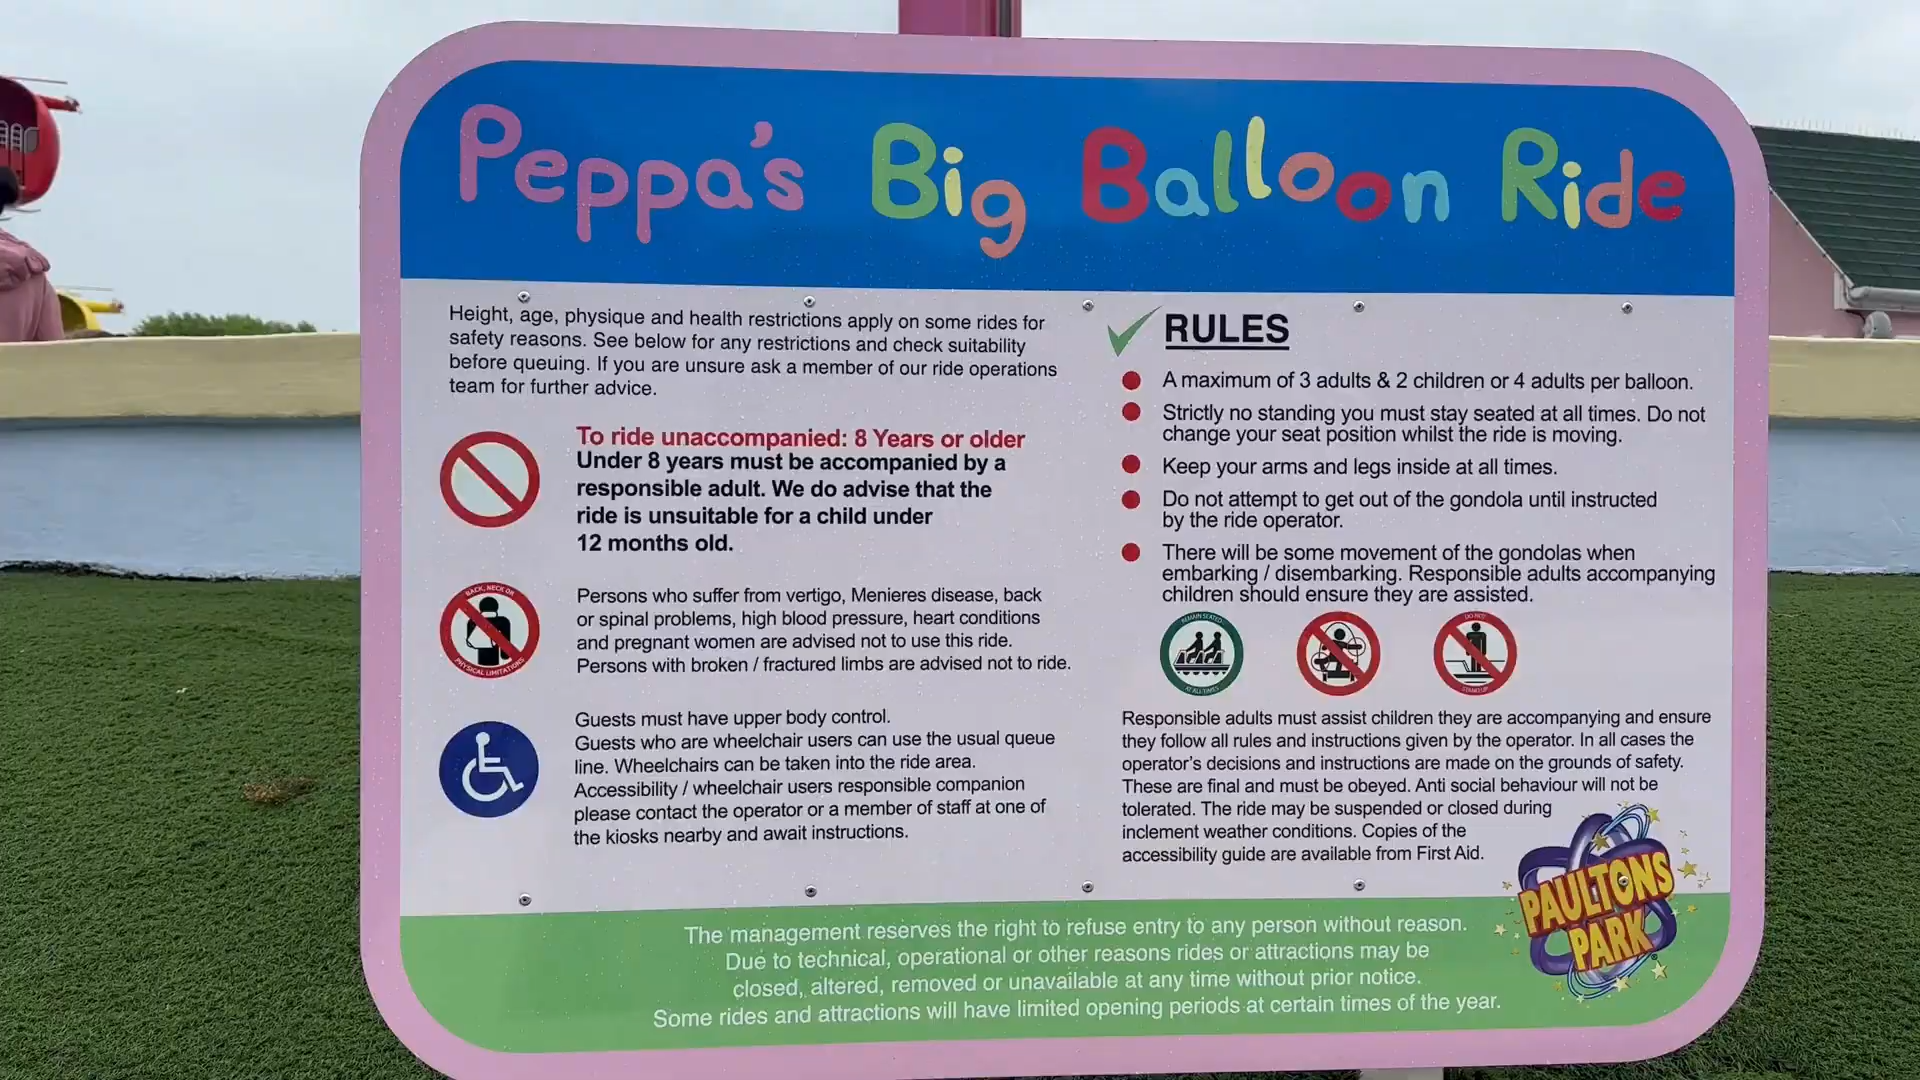 Peppa's Big Balloon Ride
Height, age, physique and health restrictions apply on some rides for
safety reasons. See below for any restrictions and check suitability
before queuing. If you are unsure ask a member of our ride operations
team for further advice.
To ride unaccompanied: 8 Years or older
Under 8 years must be accompanied by a
responsible adult. We do advise that the
ride is unsuitable for a child under
12 months old.
BACK, NECK OR
PHYSICAL LIMITATIONS
Persons who suffer from vertigo, Menieres disease, back
or spinal problems, high blood pressure, heart conditions
and pregnant women are advised not to use this ride.
Persons with broken / fractured limbs are advised not to ride.
Guests must have upper body control.
Guests who are wheelchair users can use the usual queue
line. Wheelchairs can be taken into the ride area.
Accessibility / wheelchair users responsible companion
please contact the operator or a member of staff at one of
the kiosks nearby and await instructions.
RULES
A maximum of 3 adults & 2 children or 4 adults per balloon.
Strictly no standing you must stay seated at all times. Do not
change your seat position whilst the ride is moving.
Keep your arms and legs inside at all times.
Do not attempt to get out of the gondola until instructed
by the ride operator.
There will be some movement of the gondolas when
embarking / disembarking. Responsible adults accompanying
children should ensure they are assisted.
REMAIN SEATED
AT ALL TIMES
DO NOT
STAND UP
Responsible adults must assist children they are accompanying and ensure
they follow all rules and instructions given by the operator. In all cases the
operator's decisions and instructions are made on the grounds of safety.
These are final and must be obeyed. Anti social behaviour will not be
tolerated. The ride may be suspended or closed during
inclement weather conditions. Copies of the
accessibility guide are available from First Aid.
PAULTONS
PARK
The management reserves the right to refuse entry to any person without reason.
Due to technical, operational or other reasons rides or attractions may be
closed, altered, removed or unavailable at any time without prior notice.
Some rides and attractions will have limited opening periods at certain times of the year.